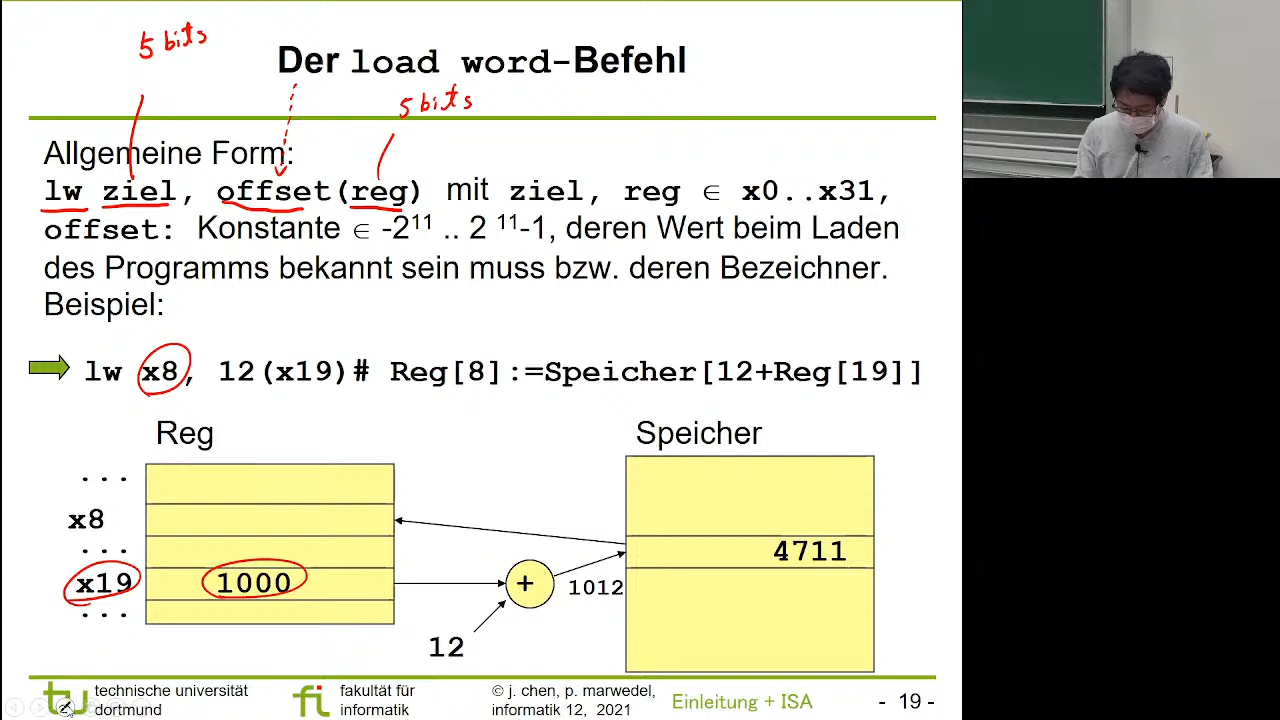 5 bits
Der load word-Befehl
5 bits
Allgemeine Form:
lw ziel, offset(reg) mit ziel, reg ∈ x0..x31,
offset: Konstante ∈ -2¹¹ .. 2 ¹¹-1, deren Wert beim Laden
des Programms bekannt sein muss bzw. deren Bezeichner.
Beispiel:
lw x8, 12(x19)# Reg[8]:=Speicher[12+Reg[19]]
Reg
Speicher
...
x8
...
4711
x19
1000
+
1012
...
12
technische universität
dortmund
fakultät für
informatik
© j. chen, p. marwedel,
informatik 12, 2021
Einleitung + ISA
- 19 -